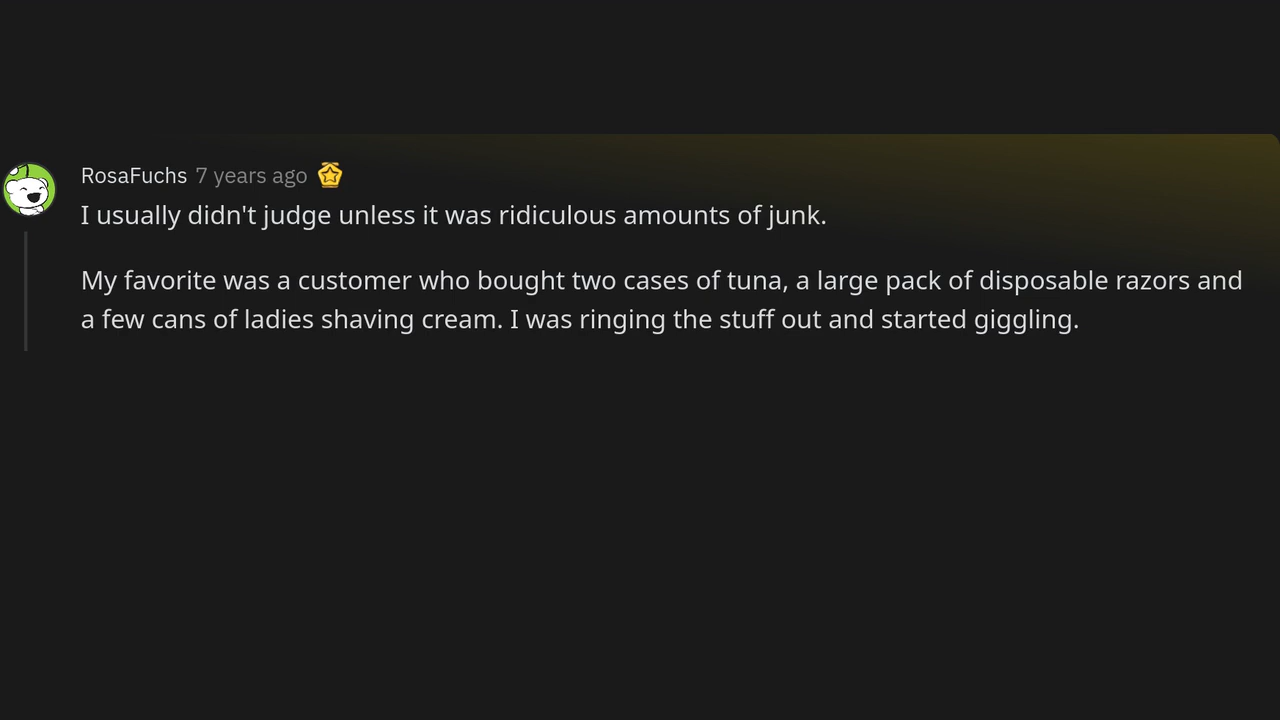 RosaFuchs 7 years ago
I usually didn't judge unless it was ridiculous amounts of junk.
My favorite was a customer who bought two cases of tuna, a large pack of disposable razors and
a few cans of ladies shaving cream. I was ringing the stuff out and started giggling.